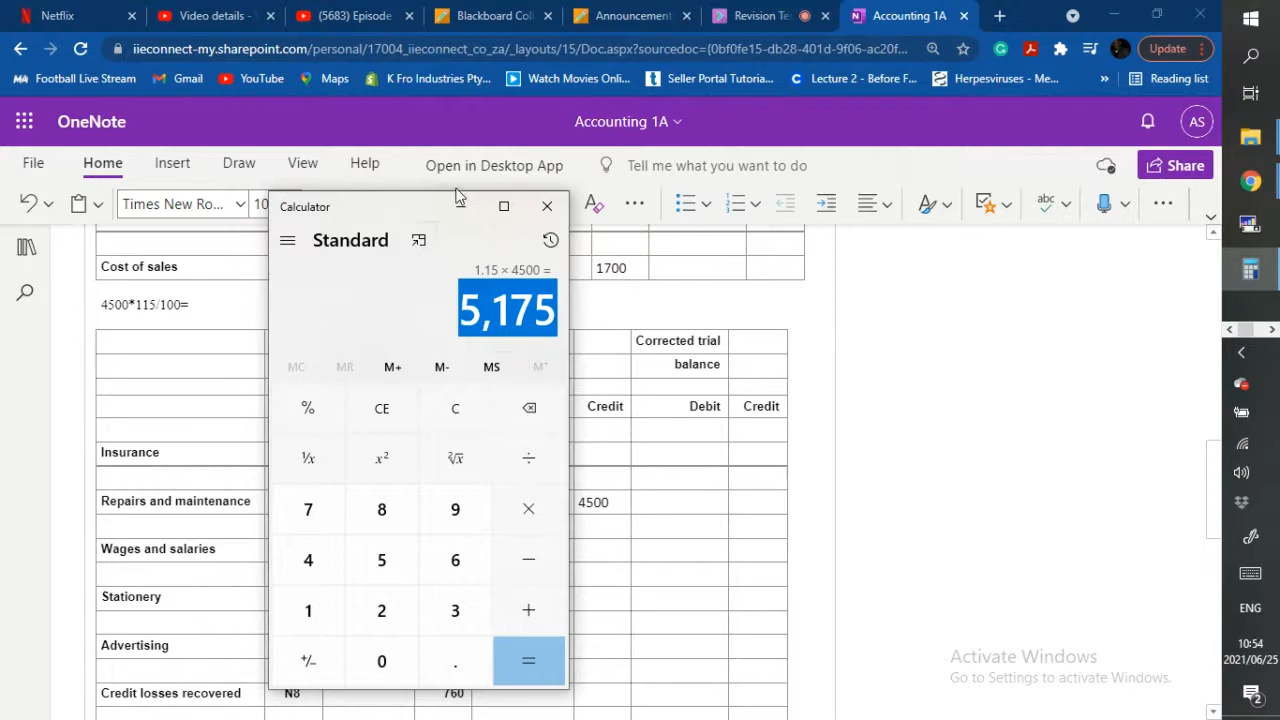 Netflix
Video details - Y
(5683) Episode
Blackboard Coll
Announcement
Revision Tes
Accounting 1A
iieconnect-my.sharepoint.com/personal/17004_iieconnect_co_za/_layouts/15/Doc.aspx?sourcedoc={0bf0fe15-db28-401d-9f06-ac20f...
Update
Football Live Stream
Gmail
YouTube
Maps
K Fro Industries Pty...
Watch Movies Onlin...
Seller Portal Tutoria...
Lecture 2 - Before F...
Herpesviruses - Me...
»
Reading list
OneNote
Accounting 1A
AS
File
Home
Insert
Draw
View
Help
Open in Desktop App
Tell me what you want to do
Share
Times New Ro...
10
Calculator
Standard
1.15 × 4500 =
5,175
MC
MR
M+
M-
MS
M˅
%
CE
C
¹/x
x²
²√x
÷
7
8
9
×
4
5
6
−
1
2
3
+
+/−
0
.
=
Cost of sales
1700
4500*115/100=
Corrected trial
balance
Credit
Debit
Credit
Insurance
Repairs and maintenance
4500
Wages and salaries
Stationery
Advertising
Credit losses recovered
N8
760
Activate Windows
Go to Settings to activate Windows.
ENG
10:54
2021/06/25
2